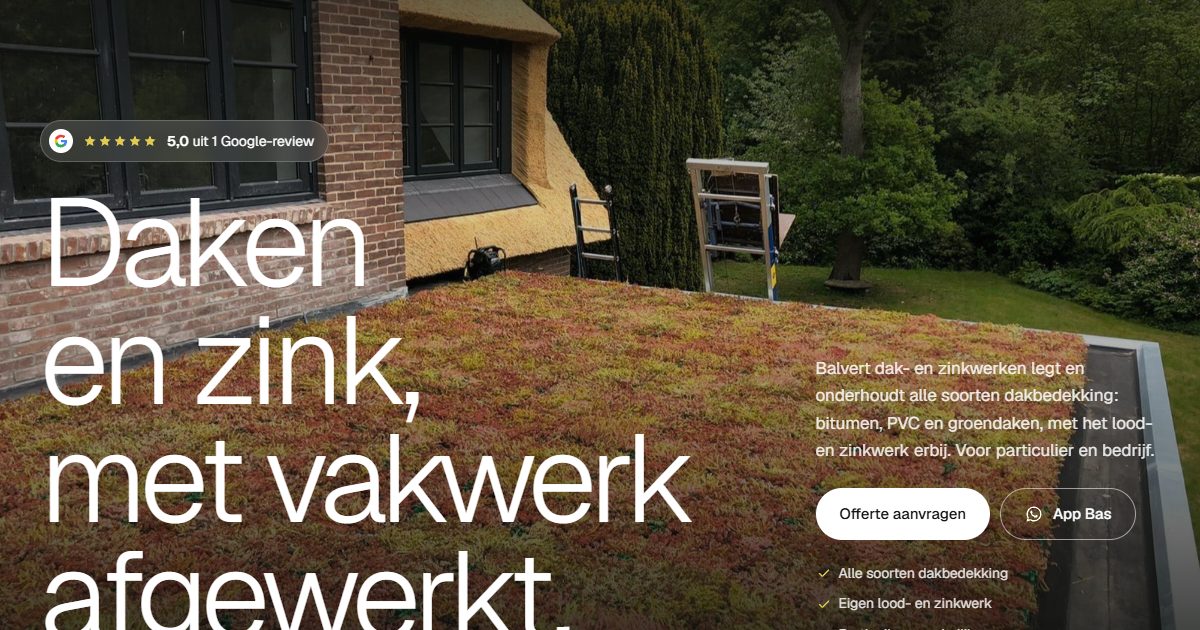 5,0 uit 1 Google-review
Daken
en zink,
met vakwerk
afgewerkt.
Balvert dak- en zinkwerken legt en
onderhoudt alle soorten dakbedekking:
bitumen, PVC en groendaken, met het lood-
en zinkwerk erbij. Voor particulier en bedrijf.
Offerte aanvragen
App Bas
Alle soorten dakbedekking
Eigen lood- en zinkwerk